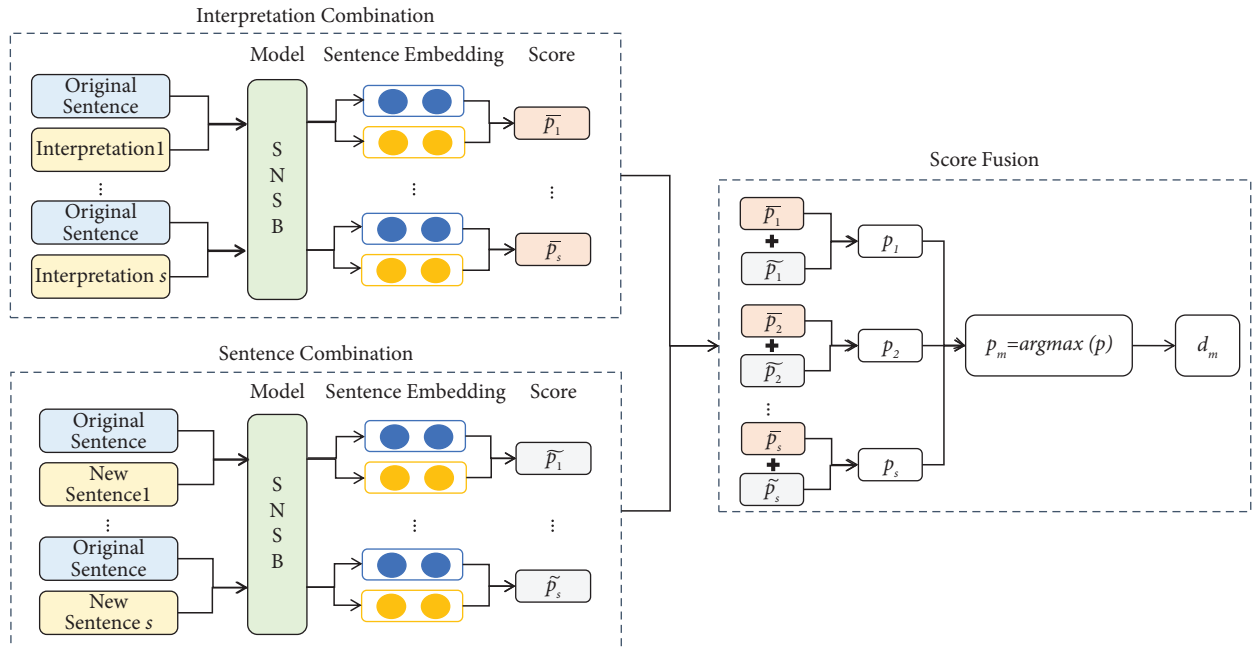 Interpretation Combination
Model
Sentence Embedding
Score
Original
Sentence
Interpretation1
⋮
Original
Sentence
Interpretation s
S
N
S
B
⋮
p̅₁
⋮
p̅ₛ
Sentence Combination
Model
Sentence Embedding
Score
Original
Sentence
New
Sentence1
⋮
Original
Sentence
New
Sentence s
S
N
S
B
⋮
p̃₁
⋮
p̃ₛ
Score Fusion
p̅₁
+
p̃₁
p₁
p̅₂
+
p̃₂
p₂
⋮
p̅ₛ
+
p̃ₛ
pₛ
pₘ=argmax (p)
dₘ